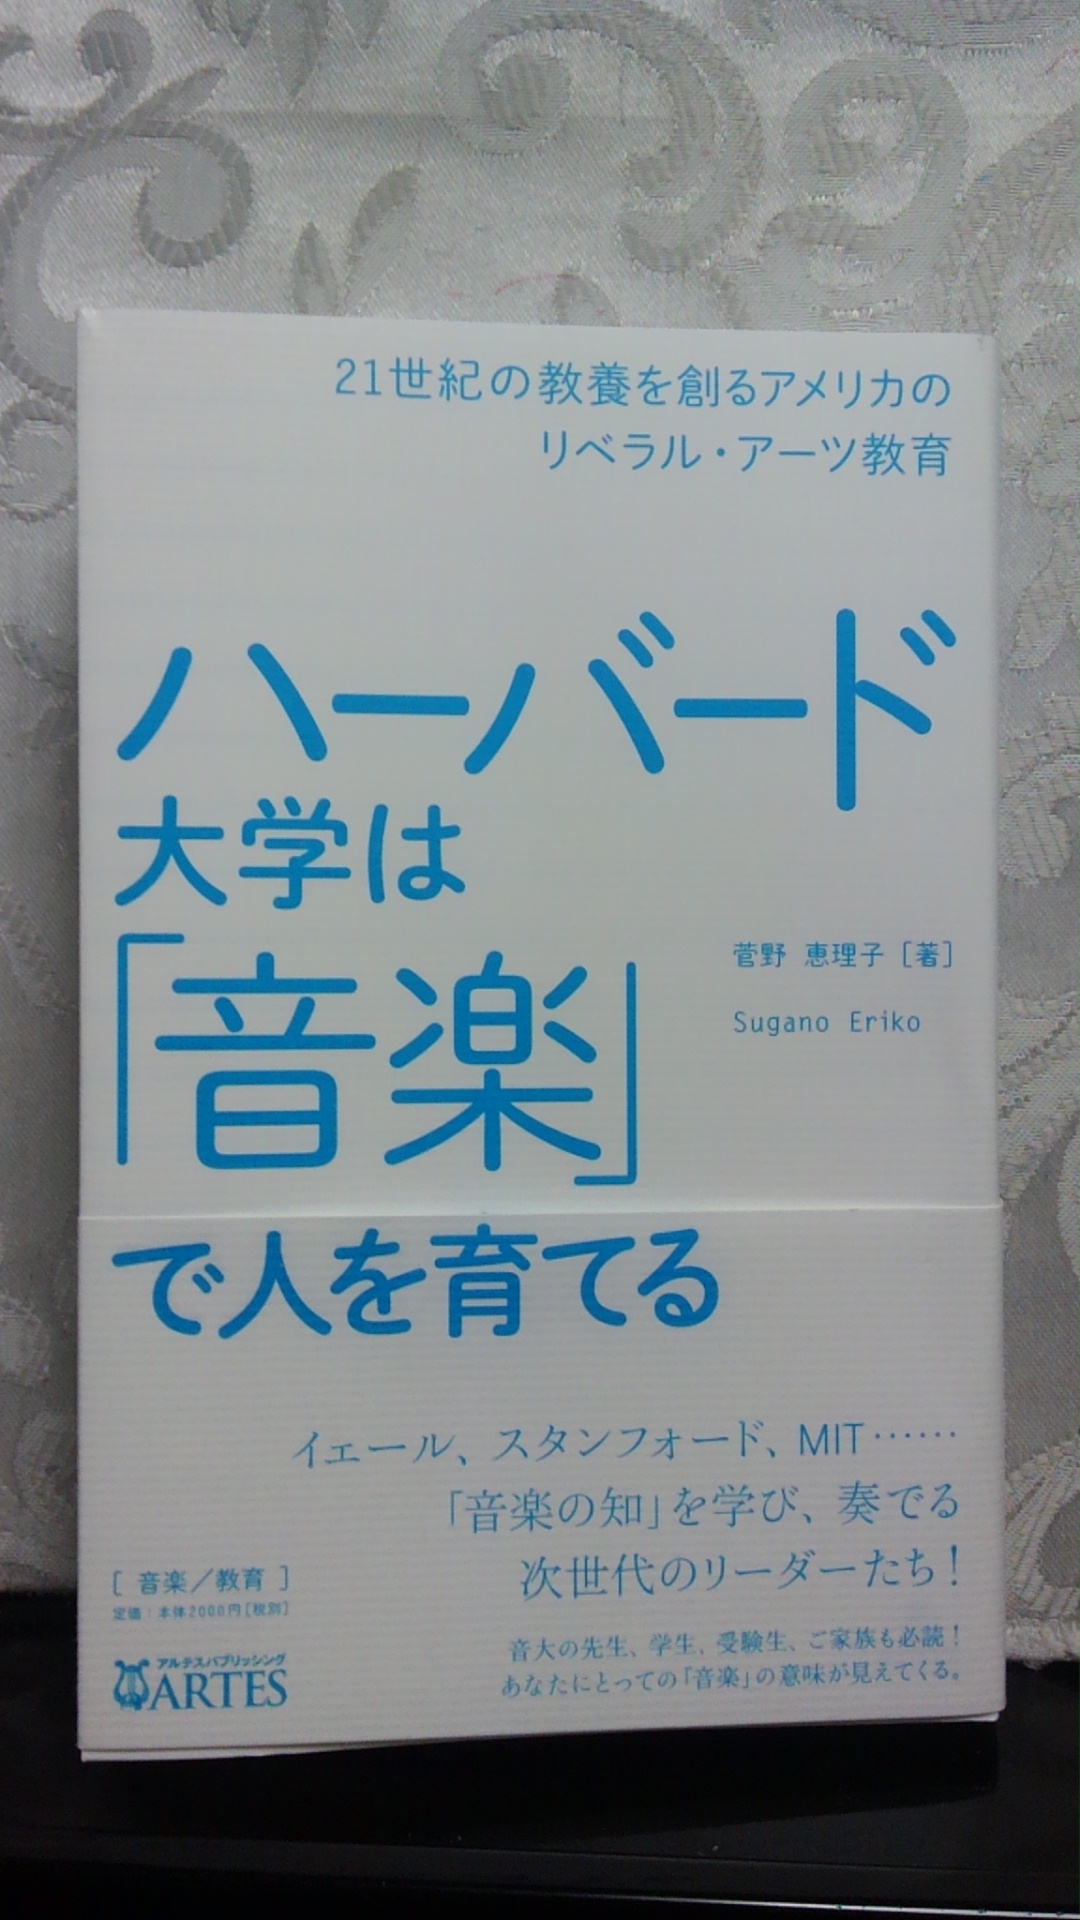 21世紀の教養を創るアメリカの
リベラル・アーツ教育
ハーバード
大学は
「音楽」
菅野 恵理子 [著]
Sugano Eriko
で人を育てる
イェール、スタンフォード、MIT……
「音楽の知」を学び、奏でる
次世代のリーダーたち!
[ 音楽/教育 ]
定価:本体2000円[税別]
アルテスパブリッシング
ARTES
音大の先生、学生、受験生、ご家族も必読!
あなたにとっての「音楽」の意味が見えてくる。